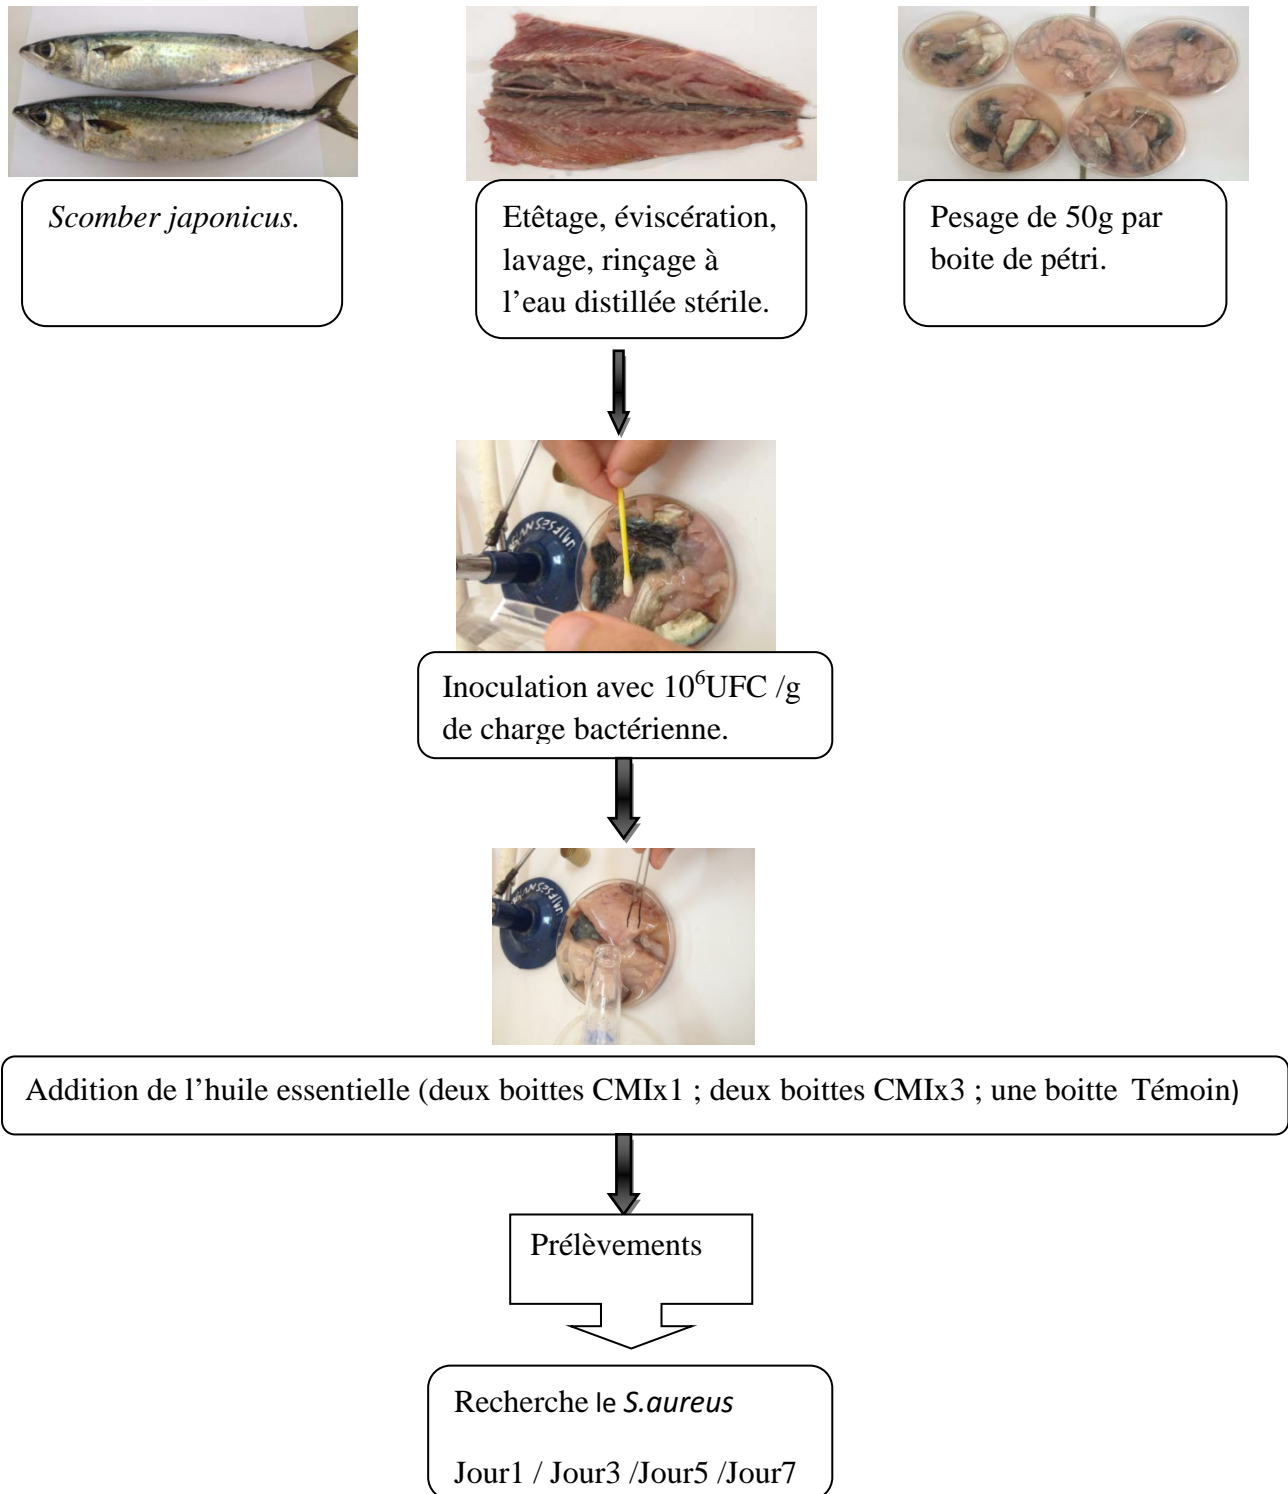 Scomber japonicus.
Etêtage, éviscération,
lavage, rinçage à
l’eau distillée stérile.
Pesage de 50g par
boite de pétri.
Inoculation avec 10⁶UFC /g
de charge bactérienne.
Addition de l’huile essentielle (deux boittes CMIx1 ; deux boittes CMIx3 ; une boitte Témoin)
Prélèvements
Recherche le S.aureus
Jour1 / Jour3 /Jour5 /Jour7